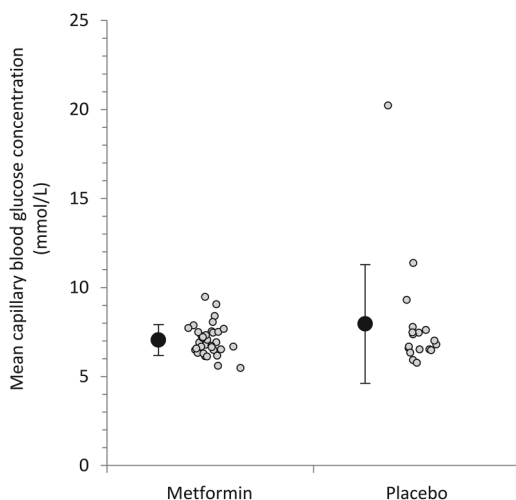 Mean capillary blood glucose concentration
(mmol/L)
25
20
15
10
5
0
Metformin
Placebo